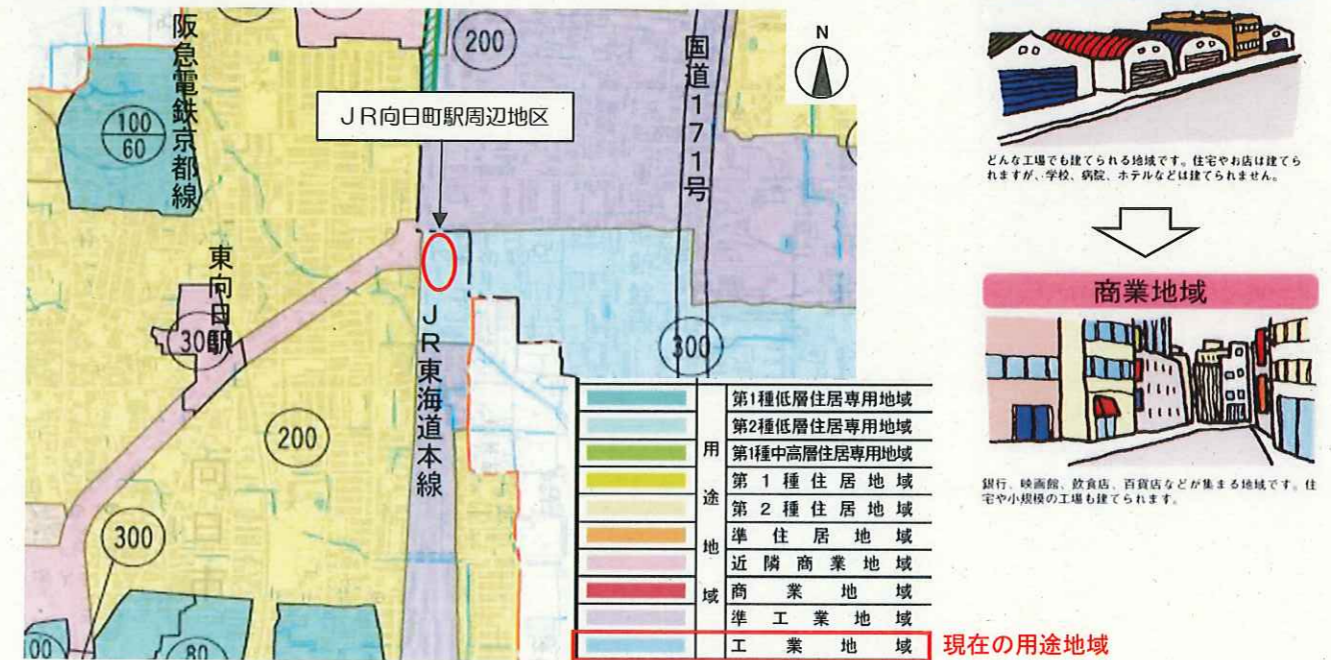 阪急電鉄京都線
200
国道171号
N
100
60
JR向日町駅周辺地区
東向日駅
300
300
JR東海道本線
200
300
向日市
00
80
用途地域
第1種低層住居専用地域
第2種低層住居専用地域
第1種中高層住居専用地域
第1種住居地域
第2種住居地域
準住居地域
近隣商業地域
商業地域
準工業地域
工業地域
現在の用途地域
どんな工場でも建てられる地域です。住宅やお店は建てら
れますが、学校、病院、ホテルなどは建てられません。
商業地域
銀行、映画館、飲食店、百貨店などが集まる地域です。住
宅や小規模の工場も建てられます。